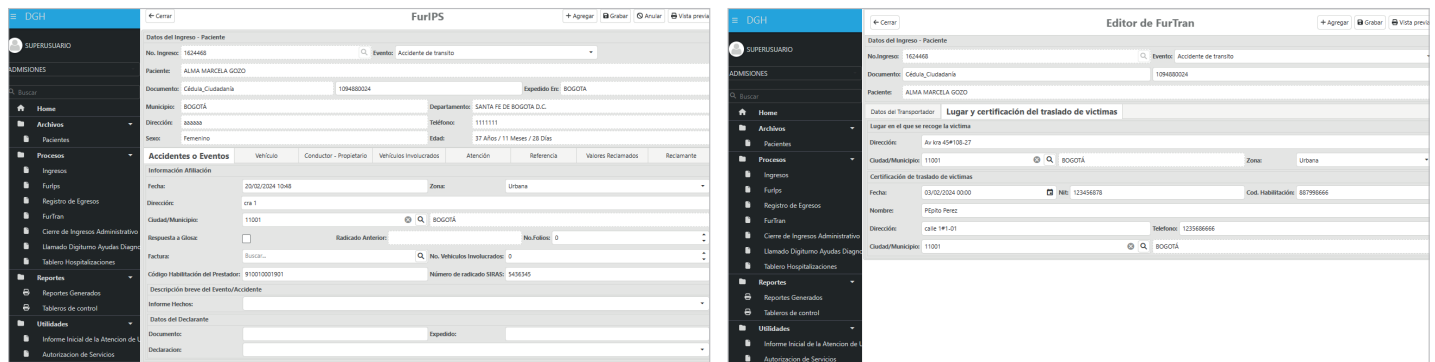 DGH
SUPERUSUARIO
ADMISIONES
Buscar
Home
Archivos
Pacientes
Procesos
Ingresos
FurIps
Registro de Egresos
FurTran
Cierre de Ingresos Administrativo
Llamado Digiturno Ayudas Diagno
Tablero Hospitalizaciones
Reportes
Reportes Generados
Tableros de control
Utilidades
Informe Inicial de la Atencion de U
Autorizacion de Servicios
Cerrar FurIPS Agregar Grabar Anular Vista previa
Datos del Ingreso - Paciente
No. Ingreso: 1624468 Evento: Accidente de transito
Paciente: ALMA MARCELA GOZO
Documento: Cédula_Ciudadanía 1094880024 Expedido En: BOGOTA
Municipio: BOGOTÁ Departamento: SANTA FE DE BOGOTA D.C.
Dirección: aaaaaa Teléfono: 1111111
Sexo: Femenino Edad: 37 Años / 11 Meses / 28 Días
Accidentes o Eventos Vehículo Conductor - Propietario Vehículos Involucrados Atención Referencia Valores Reclamados Reclamante
Información Afiliación
Fecha: 20/02/2024 10:48 Zona: Urbana
Dirección: cra 1
Ciudad/Municipio: 11001 BOGOTÁ
Respuesta a Glosa: Radicado Anterior: No.Folios: 0
Factura: Buscar... No. Vehículos Involucrados: 0
Código Habilitación del Prestador: 910010001901 Número de radicado SIRAS: 5436345
Descripción breve del Evento/Accidente
Informe Hechos:
Datos del Declarante
Documento: Expedido:
Declaracion:
DGH
SUPERUSUARIO
ADMISIONES
Buscar
Home
Archivos
Pacientes
Procesos
Ingresos
FurIps
Registro de Egresos
FurTran
Cierre de Ingresos Administrativo
Llamado Digiturno Ayudas Diagno
Tablero Hospitalizaciones
Reportes
Reportes Generados
Tableros de control
Utilidades
Informe Inicial de la Atencion de U
Autorizacion de Servicios
Cerrar Editor de FurTran Agregar Grabar Vista previa
Datos del Ingreso - Paciente
No.Ingreso: 1624468 Evento: Accidente de transito
Documento: Cédula_Ciudadanía 1094880024
Paciente: ALMA MARCELA GOZO
Datos del Transportador Lugar y certificación del traslado de victimas
Lugar en el que se recoge la víctima
Dirección: Av kra 45#108-27
Ciudad/Municipio: 11001 BOGOTÁ Zona: Urbana
Certificación de traslado de victimas
Fecha: 03/02/2024 00:00 Nit: 123456878 Cod. Habilitación: 887998666
Nombre: PEpito Perez
Dirección: calle 1#1-01 Telefono: 1235686666
Ciudad/Municipio: 11001 BOGOTÁ